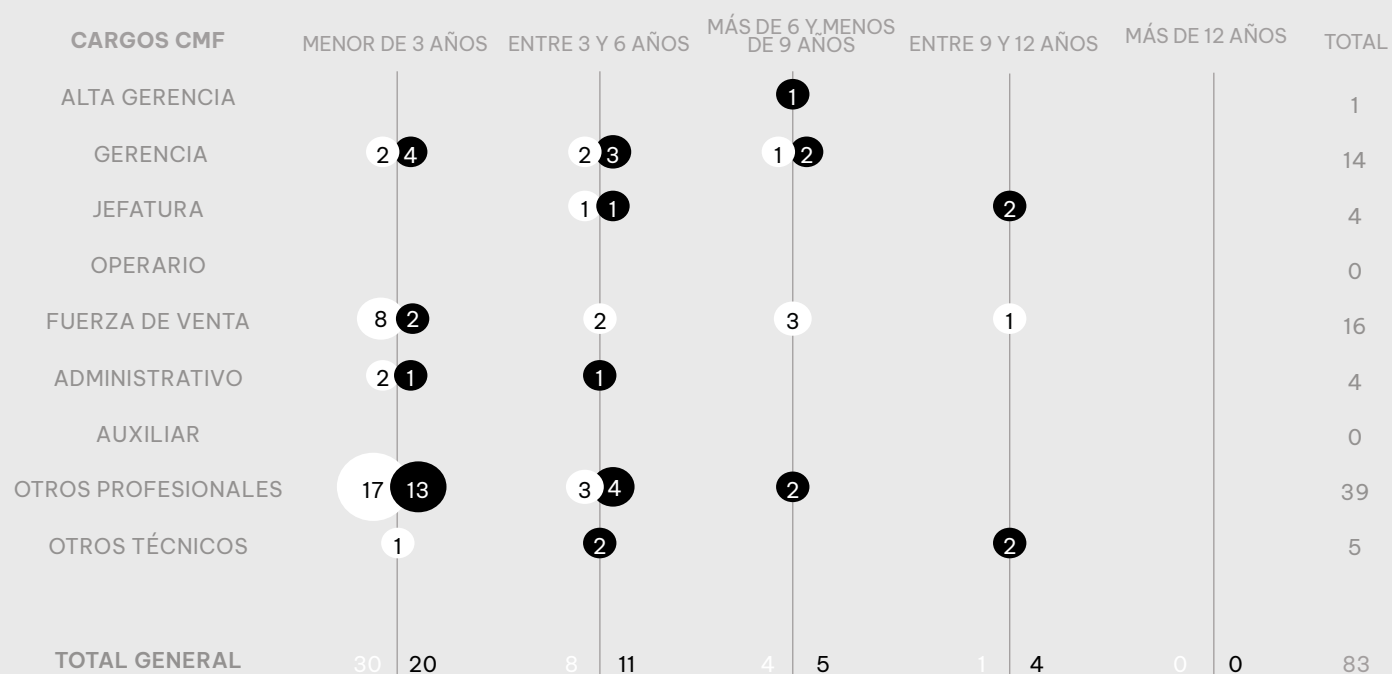 CARGOS CMF MENOR DE 3 AÑOS ENTRE 3 Y 6 AÑOS MÁS DE 6 Y MENOS DE 9 AÑOS ENTRE 9 Y 12 AÑOS MÁS DE 12 AÑOS TOTAL
ALTA GERENCIA 1 1
GERENCIA 2 4 2 3 1 2 14
JEFATURA 1 1 2 4
OPERARIO 0
FUERZA DE VENTA 8 2 2 3 1 16
ADMINISTRATIVO 2 1 1 4
AUXILIAR 0
OTROS PROFESIONALES 17 13 3 4 2 39
OTROS TÉCNICOS 1 2 2 5
TOTAL GENERAL 30 20 8 11 4 5 1 4 0 0 83